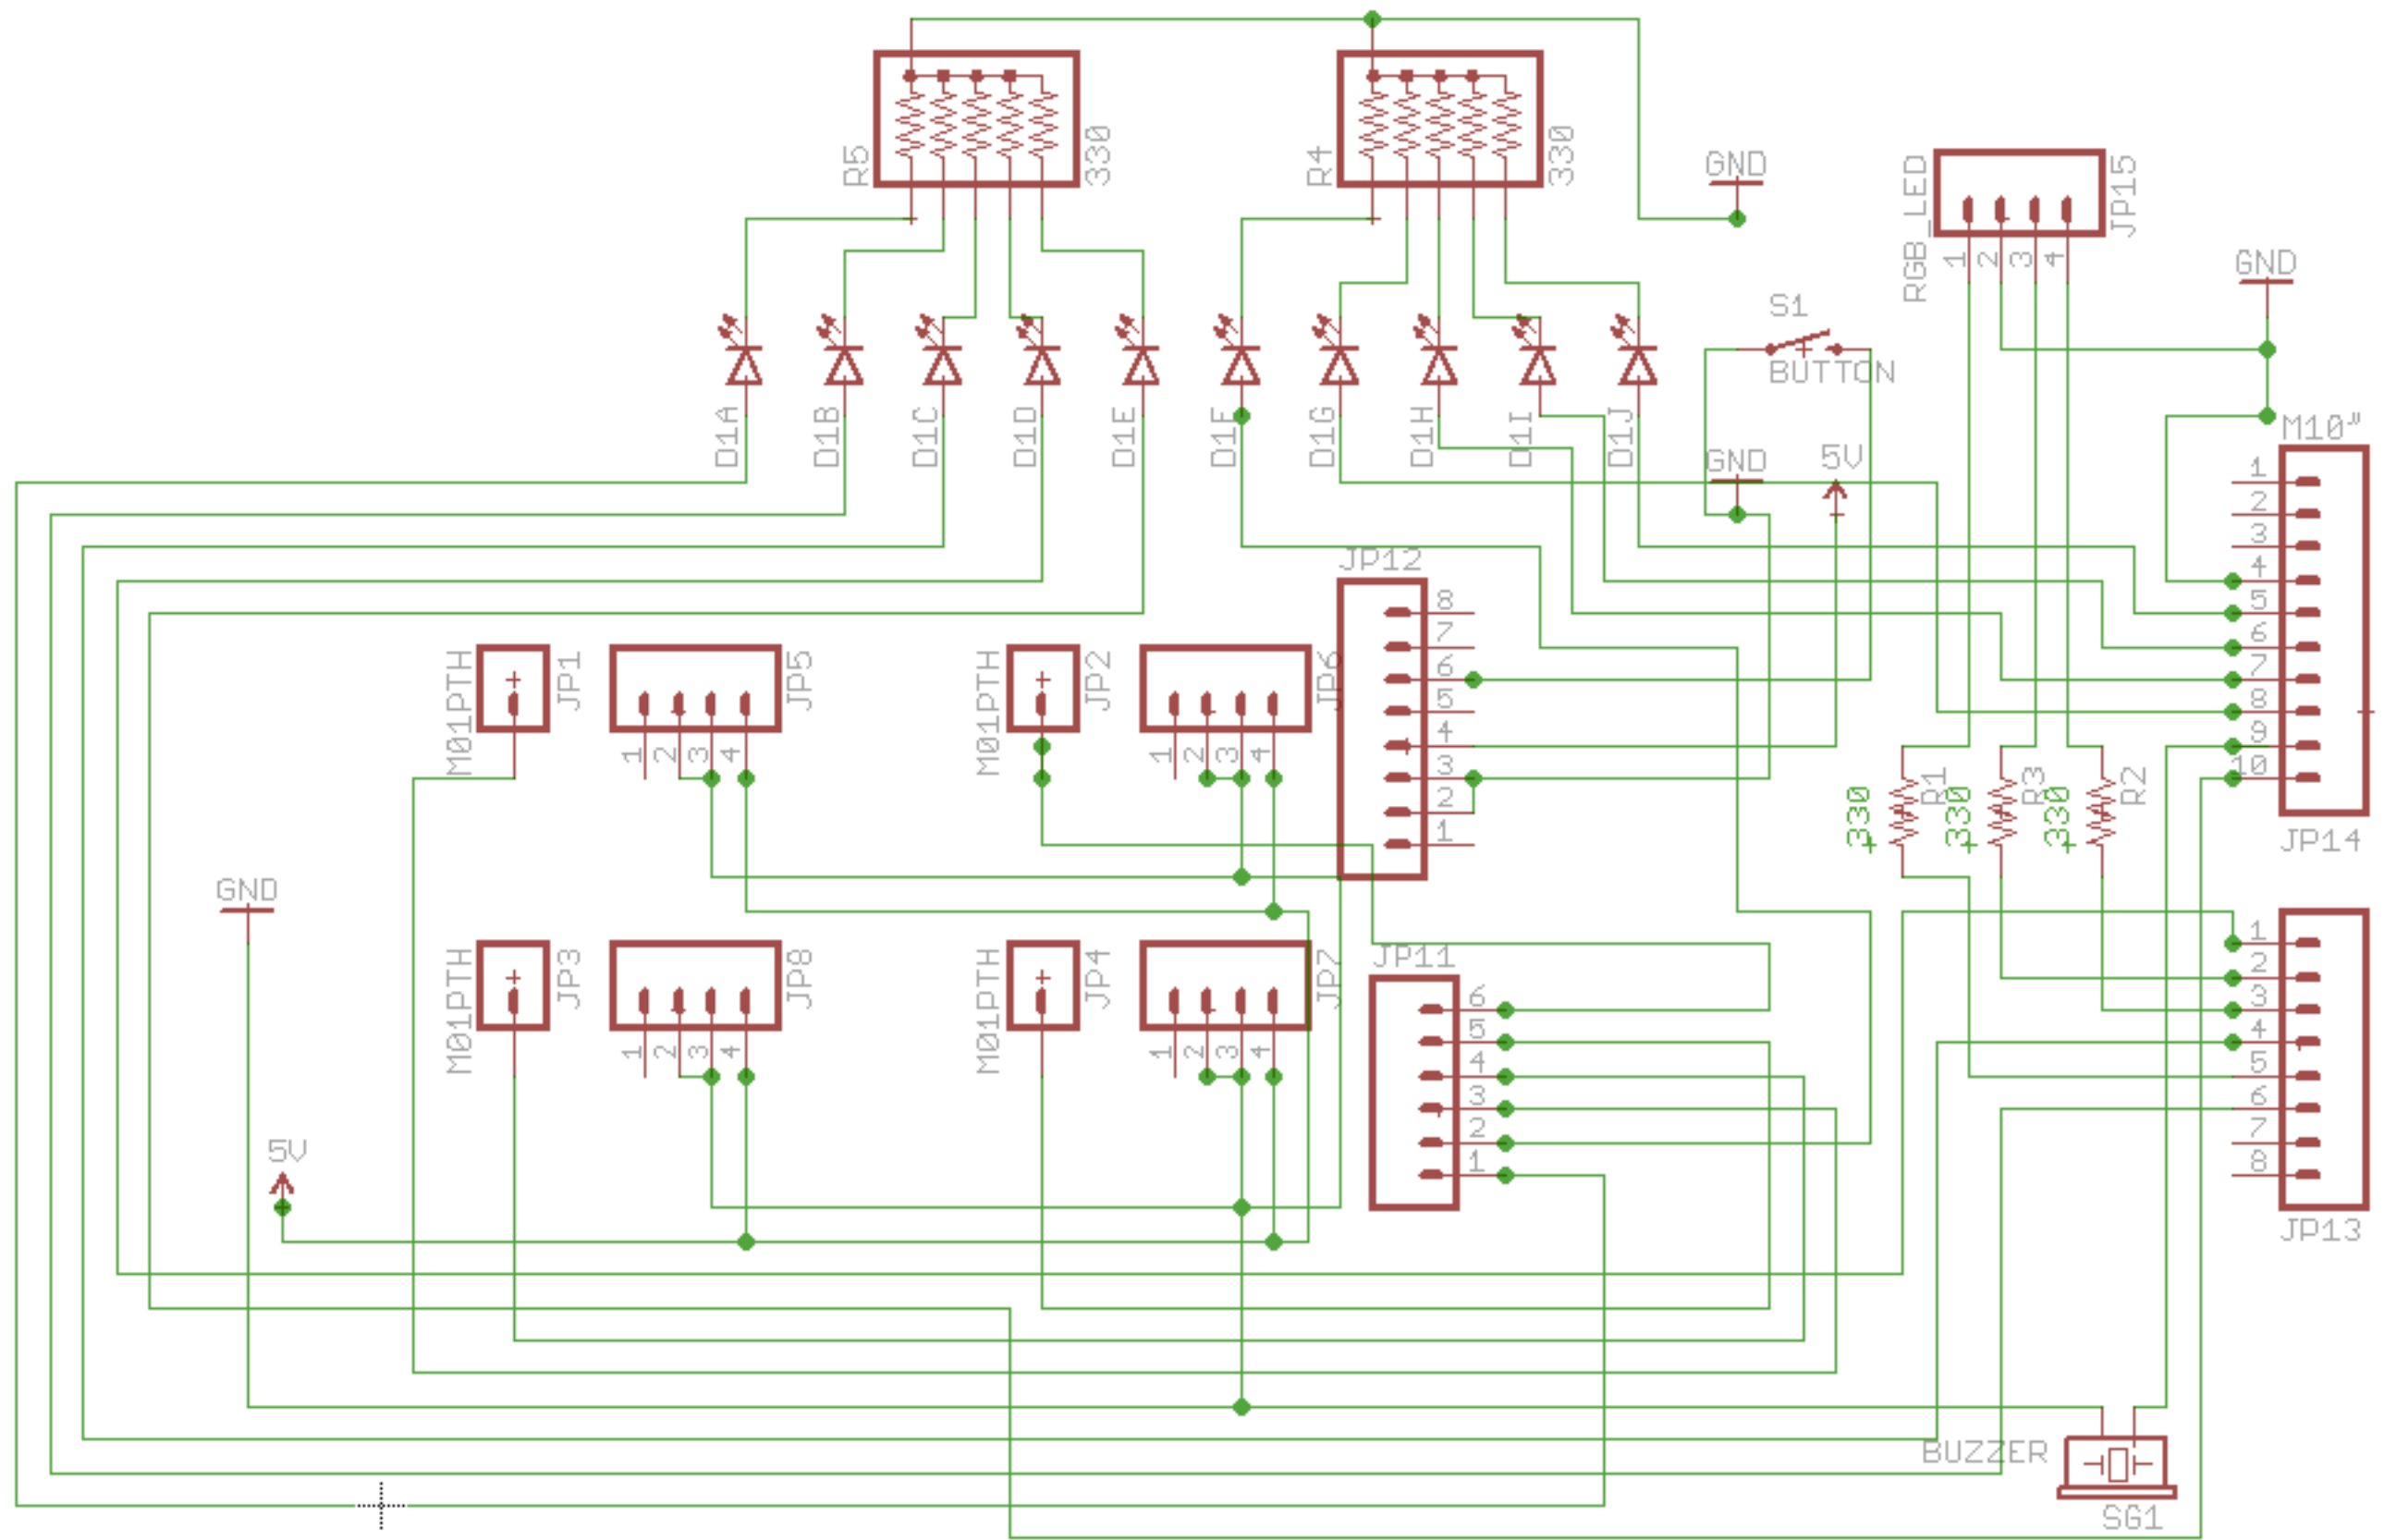 R5
330
R4
330
GND
RGB_LED
JP15
1
2
3
4
GND
S1
BUTTON
D1A
D1B
D1C
D1D
D1E
D1F
D1G
D1H
D1I
D1J
GND
5V
M10"
1
2
3
4
5
6
7
8
9
10
JP14
JP12
8
7
6
5
4
3
2
1
M01PTH
JP1
JP5
1
2
3
4
M01PTH
JP2
JP6
1
2
3
4
330
R1
330
R3
330
R2
GND
M01PTH
JP3
JP8
1
2
3
4
M01PTH
JP4
JP7
1
2
3
4
JP11
6
5
4
3
2
1
1
2
3
4
5
6
7
8
JP13
5V
BUZZER
SG1